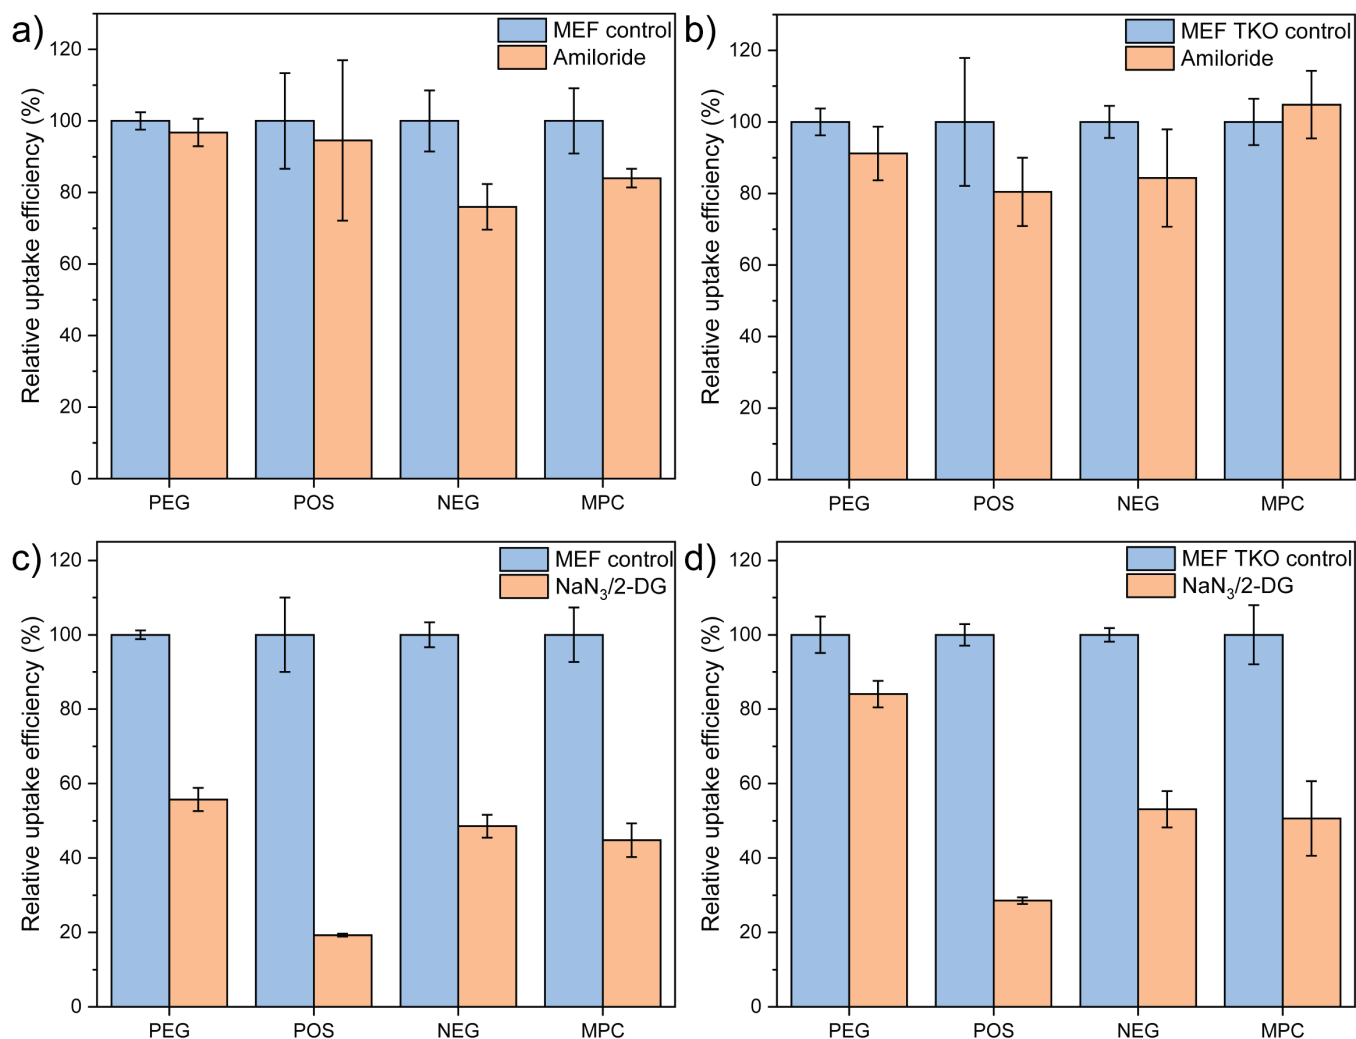 a)
MEF control
Amiloride
Relative uptake efficiency (%)
120
100
80
60
40
20
0
PEG POS NEG MPC
b)
MEF TKO control
Amiloride
Relative uptake efficiency (%)
120
100
80
60
40
20
0
PEG POS NEG MPC
c)
MEF control
NaN₃/2-DG
Relative uptake efficiency (%)
120
100
80
60
40
20
0
PEG POS NEG MPC
d)
MEF TKO control
NaN₃/2-DG
Relative uptake efficiency (%)
120
100
80
60
40
20
0
PEG POS NEG MPC